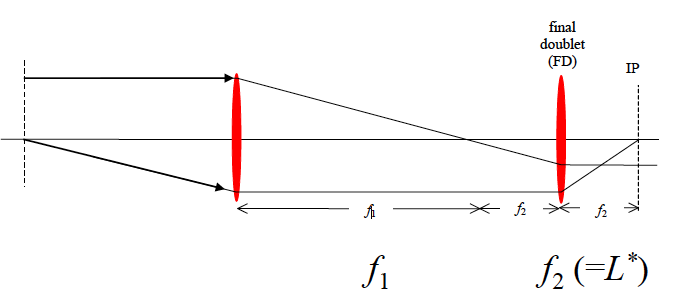 final
doublet
(FD)
IP
f₁
f₂
f₂
f₁
f₂ (=L*)